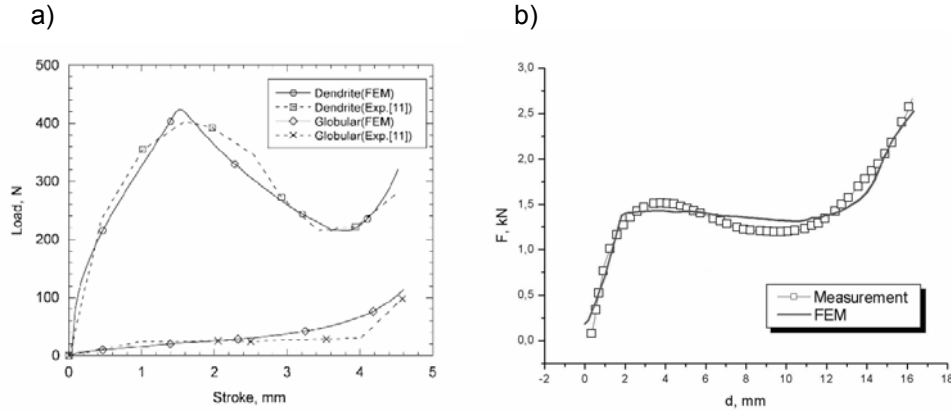 a)
500
400
300
200
100
0
0 1 2 3 4 5
Load, N
Stroke, mm
Dendrite(FEM)
Dendrite(Exp.[11])
Globular(FEM)
Globular(Exp.[11])
b)
3,0
2,5
2,0
1,5
1,0
0,5
0,0
-2 0 2 4 6 8 10 12 14 16 18
F, kN
d, mm
Measurement
FEM